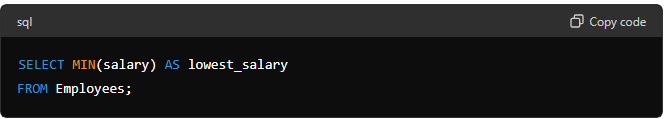 sql
Copy code
SELECT MIN(salary) AS lowest_salary
FROM Employees;